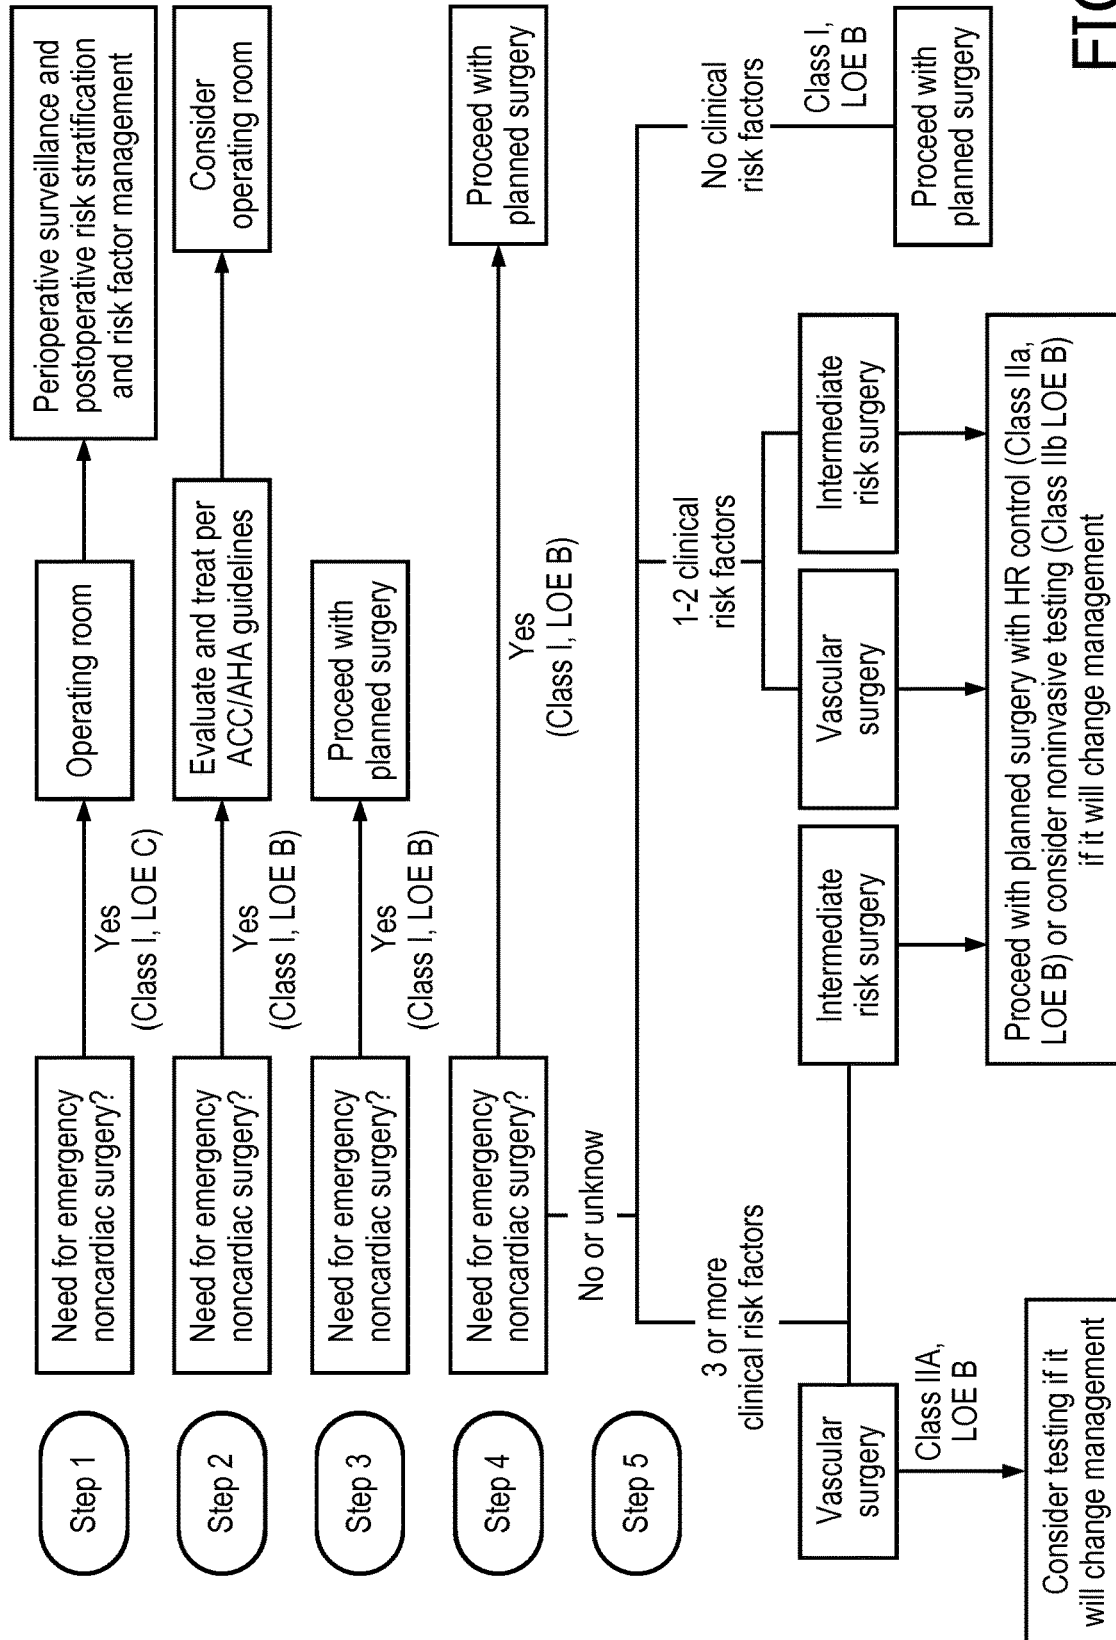 Step 1
Need for emergency
noncardiac surgery?
Yes
(Class I, LOE C)
Operating room
Perioperative surveillance and
postoperative risk stratification
and risk factor management
Step 2
Need for emergency
noncardiac surgery?
Yes
(Class I, LOE B)
Evaluate and treat per
ACC/AHA guidelines
Consider
operating room
Step 3
Need for emergency
noncardiac surgery?
Yes
(Class I, LOE B)
Proceed with
planned surgery
Step 4
Need for emergency
noncardiac surgery?
Yes
(Class I, LOE B)
Proceed with
planned surgery
Step 5
No or unknow
3 or more
clinical risk factors
1-2 clinical
risk factors
No clinical
risk factors
Vascular
surgery
Intermediate
risk surgery
Vascular
surgery
Intermediate
risk surgery
Class I,
LOE B
Proceed with
planned surgery
Class IIA,
LOE B
Consider testing if it
will change management
Proceed with planned surgery with HR control (Class IIa,
LOE B) or consider noninvasive testing (Class IIb LOE B)
if it will change management